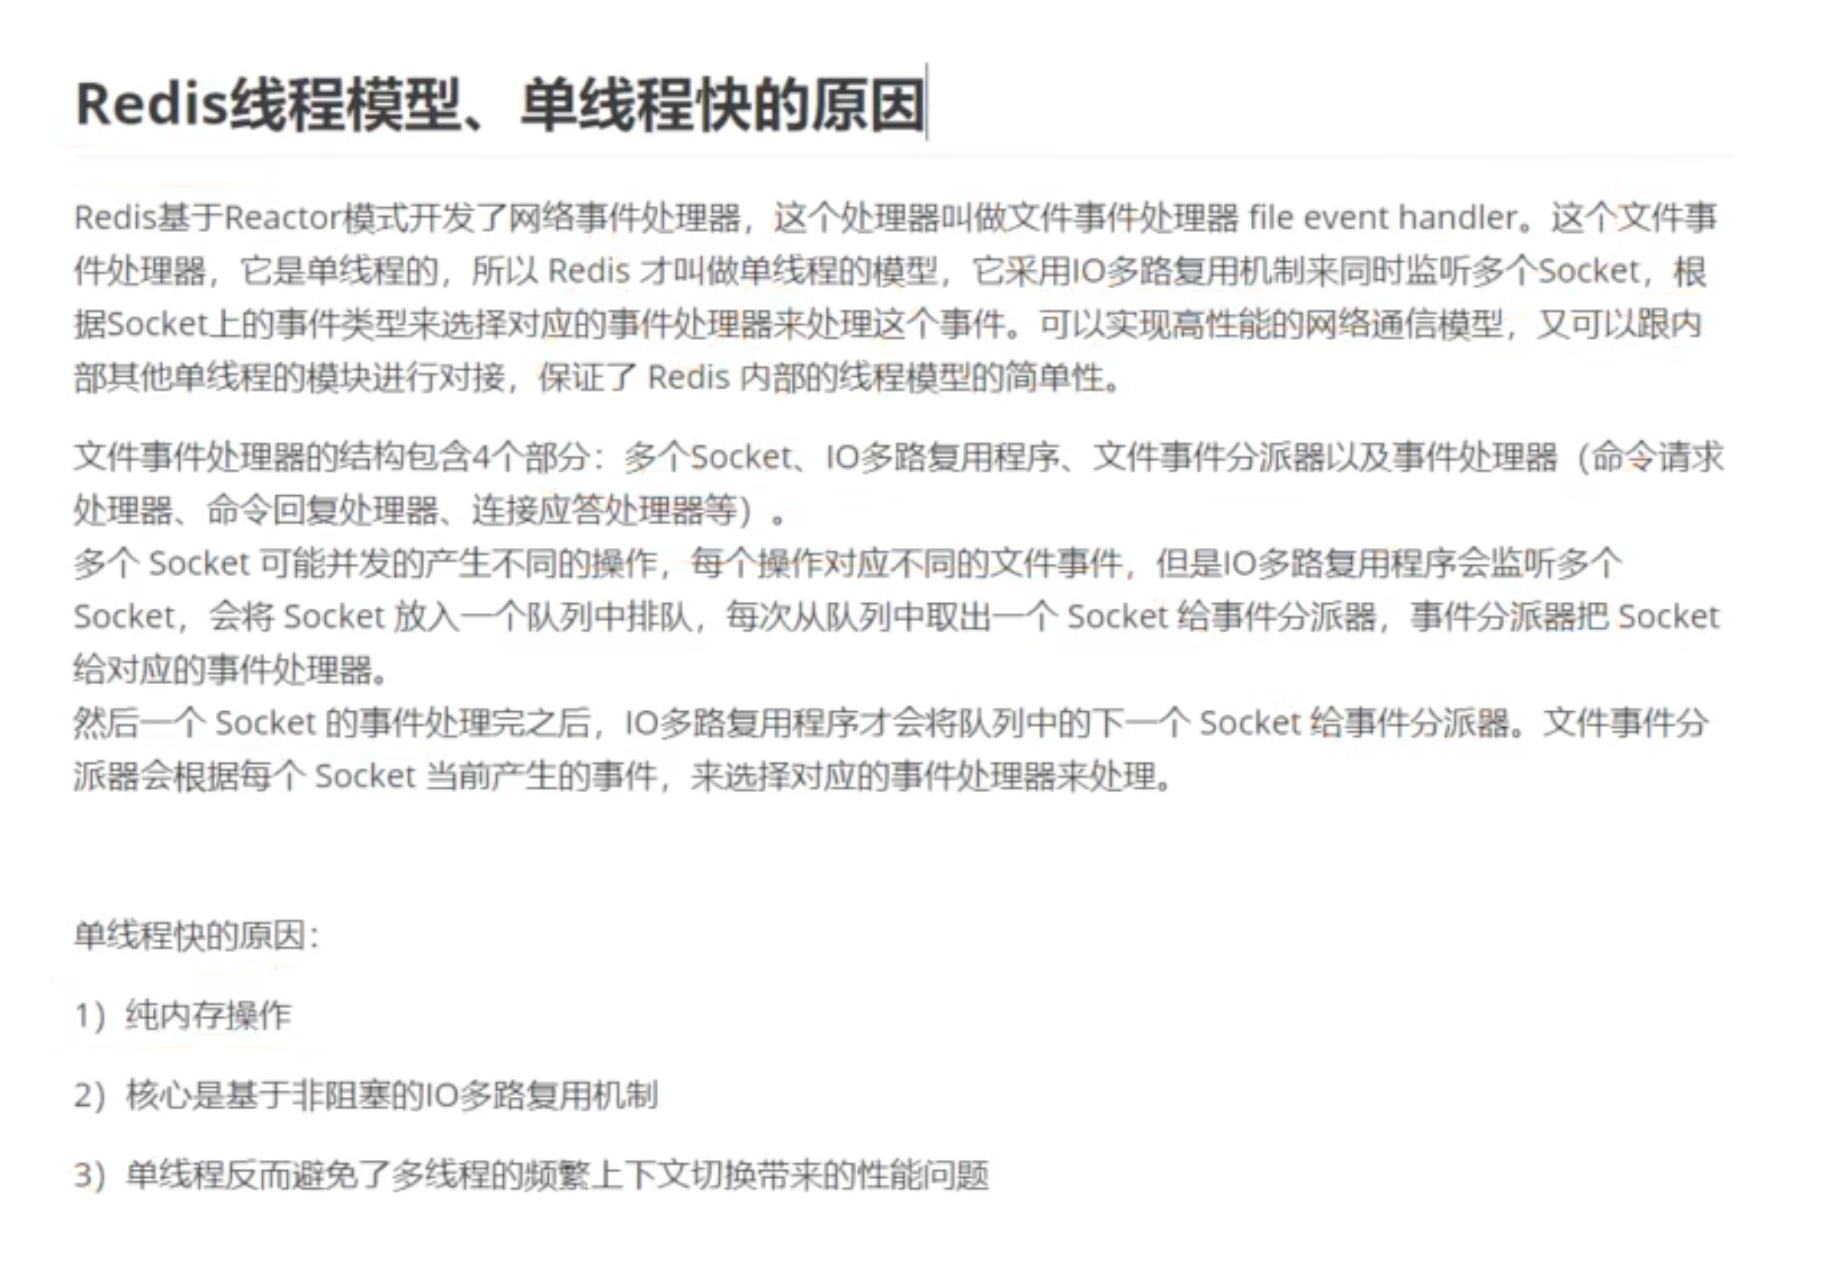 Redis线程模型、单线程快的原因
Redis基于Reactor模式开发了网络事件处理器，这个处理器叫做文件事件处理器 file event handler。这个文件事
件处理器，它是单线程的，所以 Redis 才叫做单线程的模型，它采用IO多路复用机制来同时监听多个Socket，根
据Socket上的事件类型来选择对应的事件处理器来处理这个事件。可以实现高性能的网络通信模型，又可以跟内
部其他单线程的模块进行对接，保证了 Redis 内部的线程模型的简单性。
文件事件处理器的结构包含4个部分：多个Socket、IO多路复用程序、文件事件分派器以及事件处理器（命令请求
处理器、命令回复处理器、连接应答处理器等）。
多个 Socket 可能并发的产生不同的操作，每个操作对应不同的文件事件，但是IO多路复用程序会监听多个
Socket，会将 Socket 放入一个队列中排队，每次从队列中取出一个 Socket 给事件分派器，事件分派器把 Socket
给对应的事件处理器。
然后一个 Socket 的事件处理完之后，IO多路复用程序才会将队列中的下一个 Socket 给事件分派器。文件事件分
派器会根据每个 Socket 当前产生的事件，来选择对应的事件处理器来处理。
单线程快的原因：
1）纯内存操作
2）核心是基于非阻塞的IO多路复用机制
3）单线程反而避免了多线程的频繁上下文切换带来的性能问题